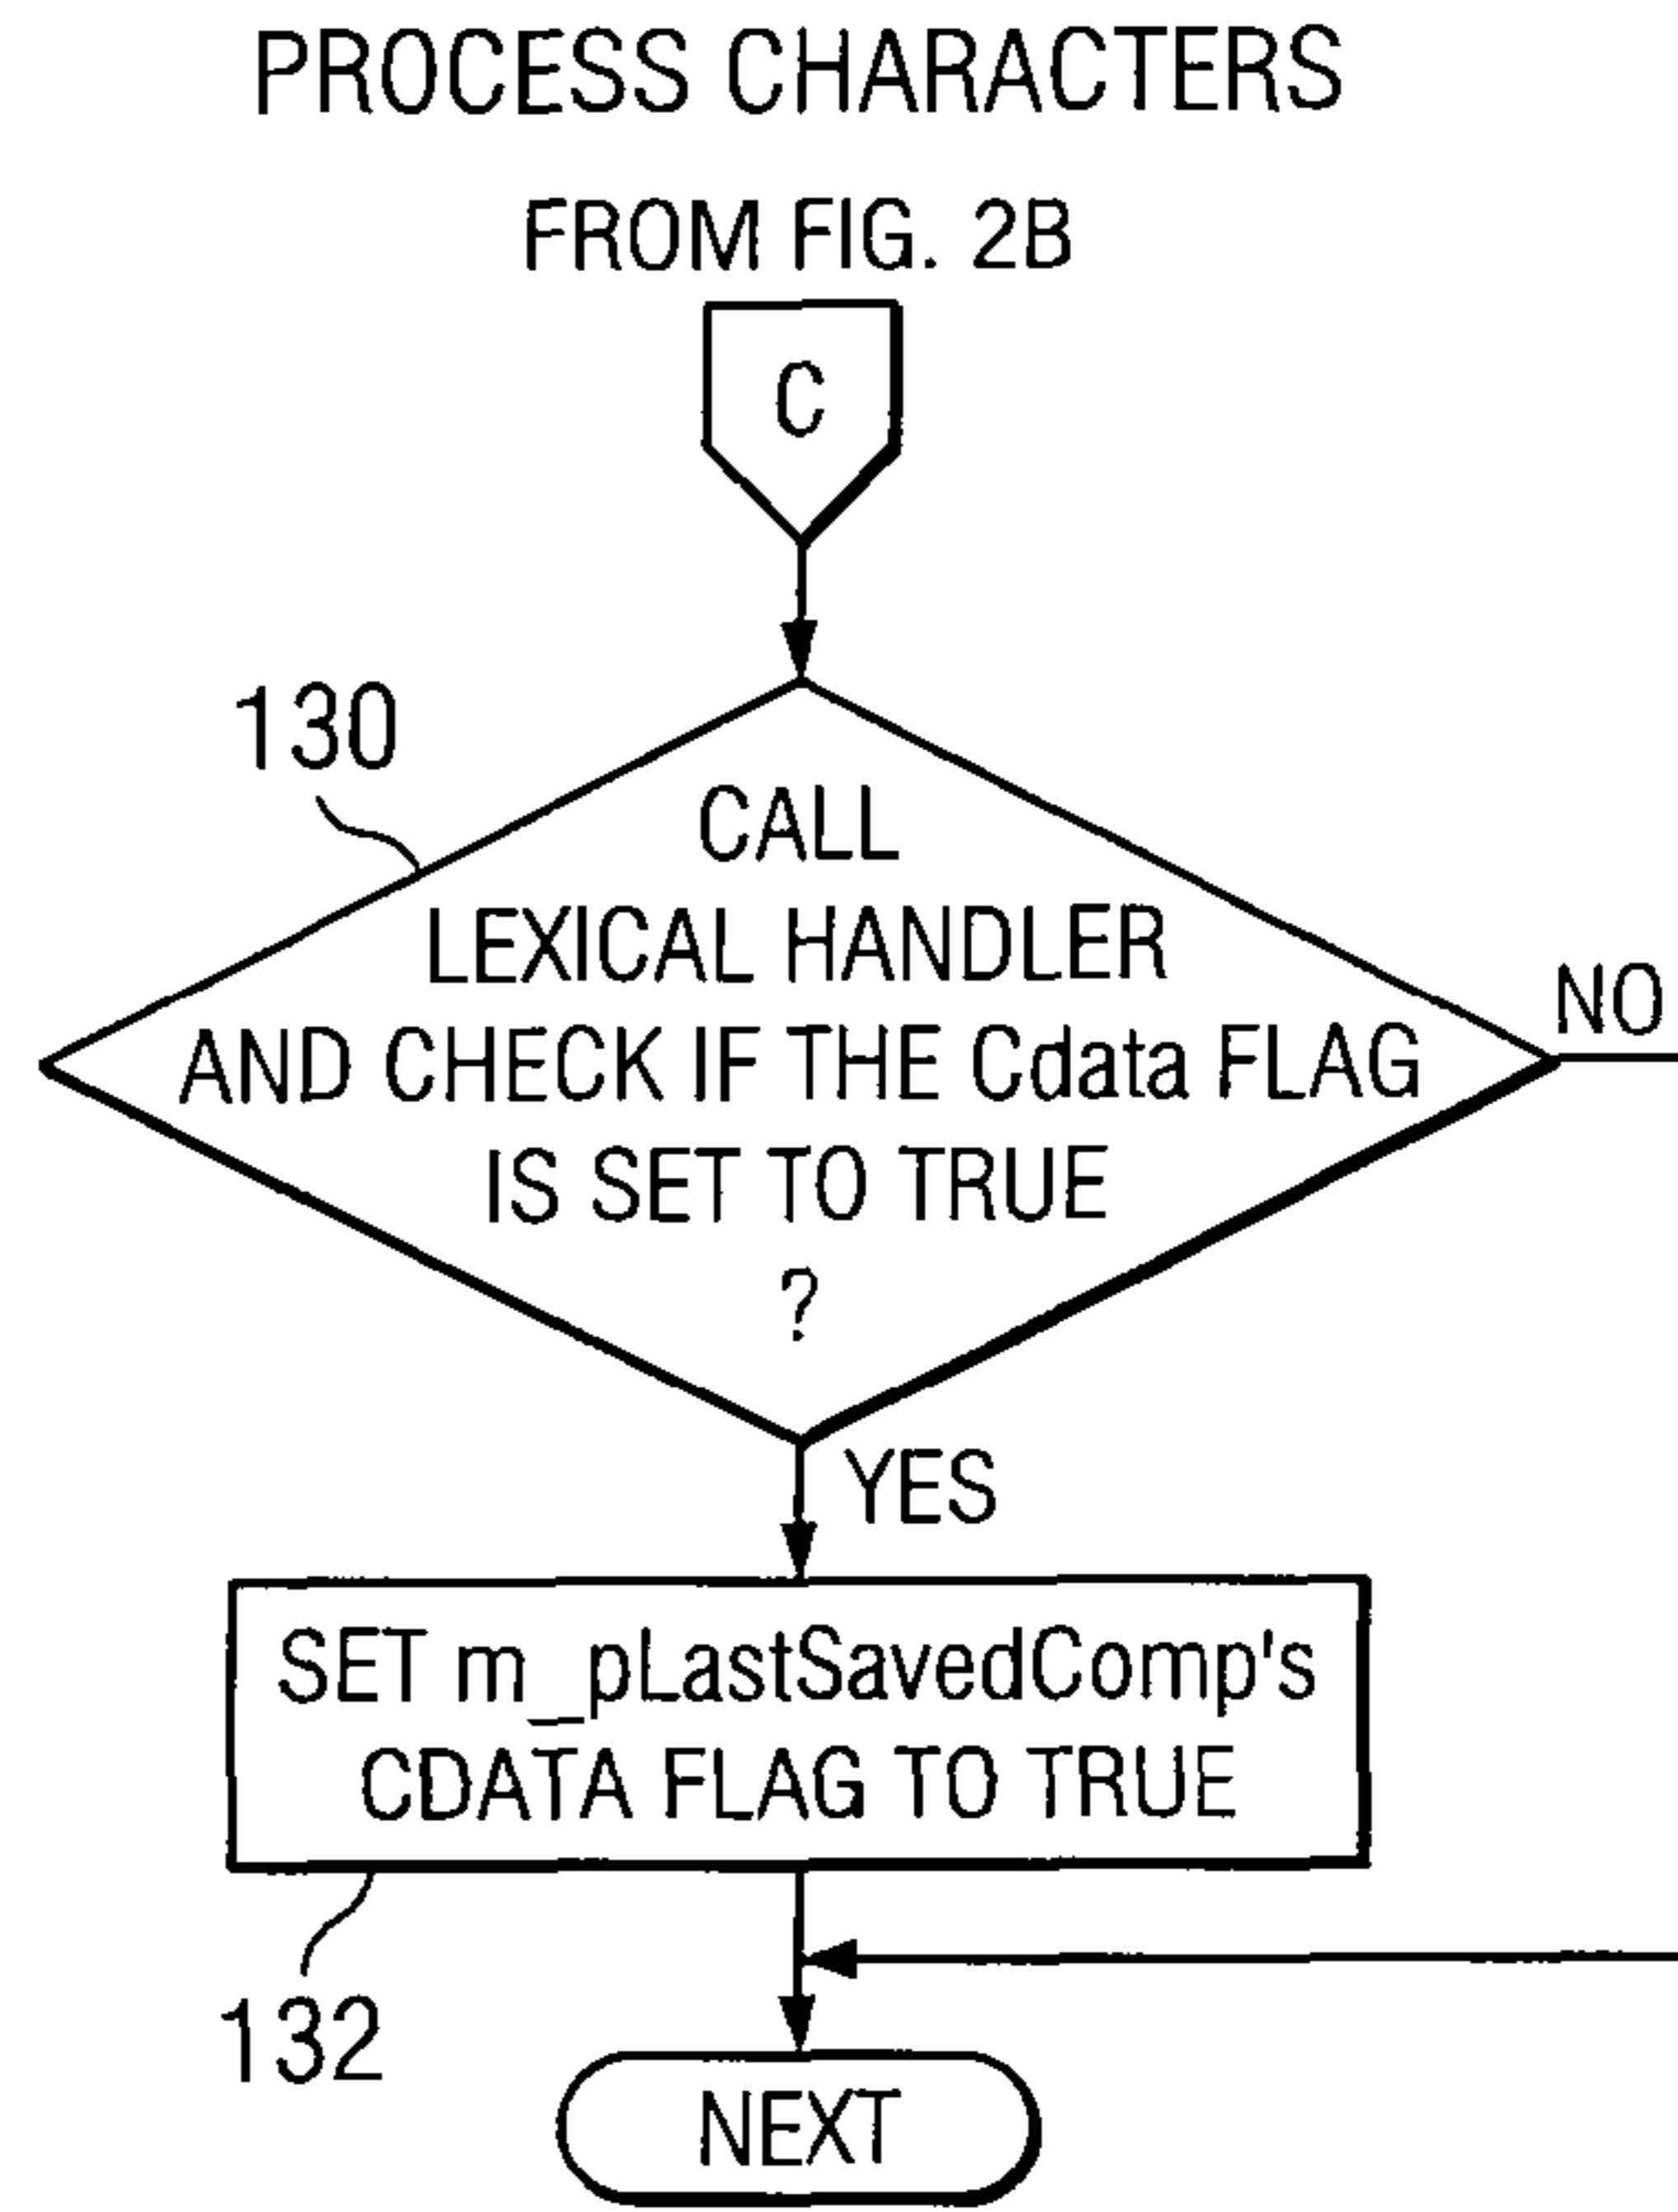 PROCESS CHARACTERS
FROM FIG. 2B
C
130
CALL
LEXICAL HANDLER
AND CHECK IF THE Cdata FLAG
IS SET TO TRUE
?
NO
YES
SET m_pLastSavedComp's
CDATA FLAG TO TRUE
132
NEXT